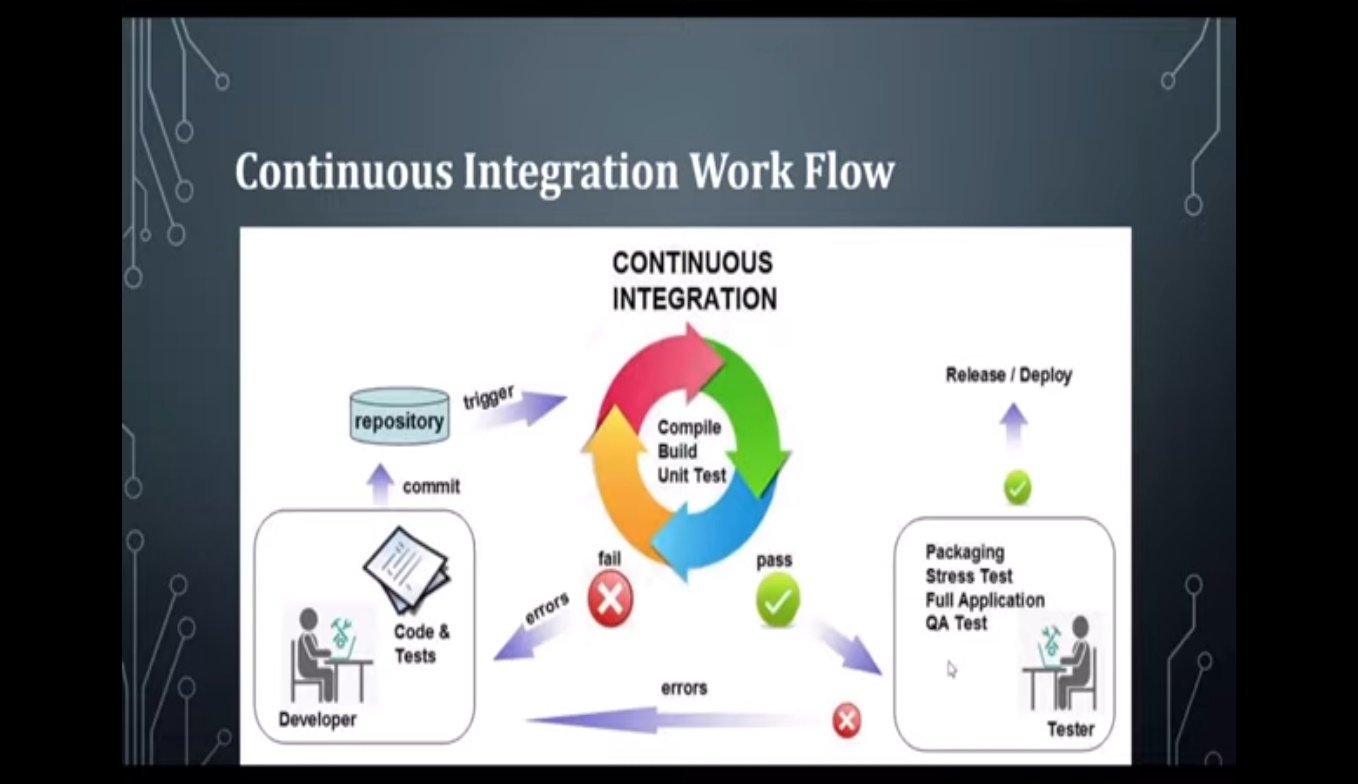 Continuous Integration Work Flow
CONTINUOUS
INTEGRATION
repository
trigger
commit
Code &
Tests
Developer
Compile
Build
Unit Test
fail
pass
errors
errors
Release / Deploy
Packaging
Stress Test
Full Application
QA Test
Tester